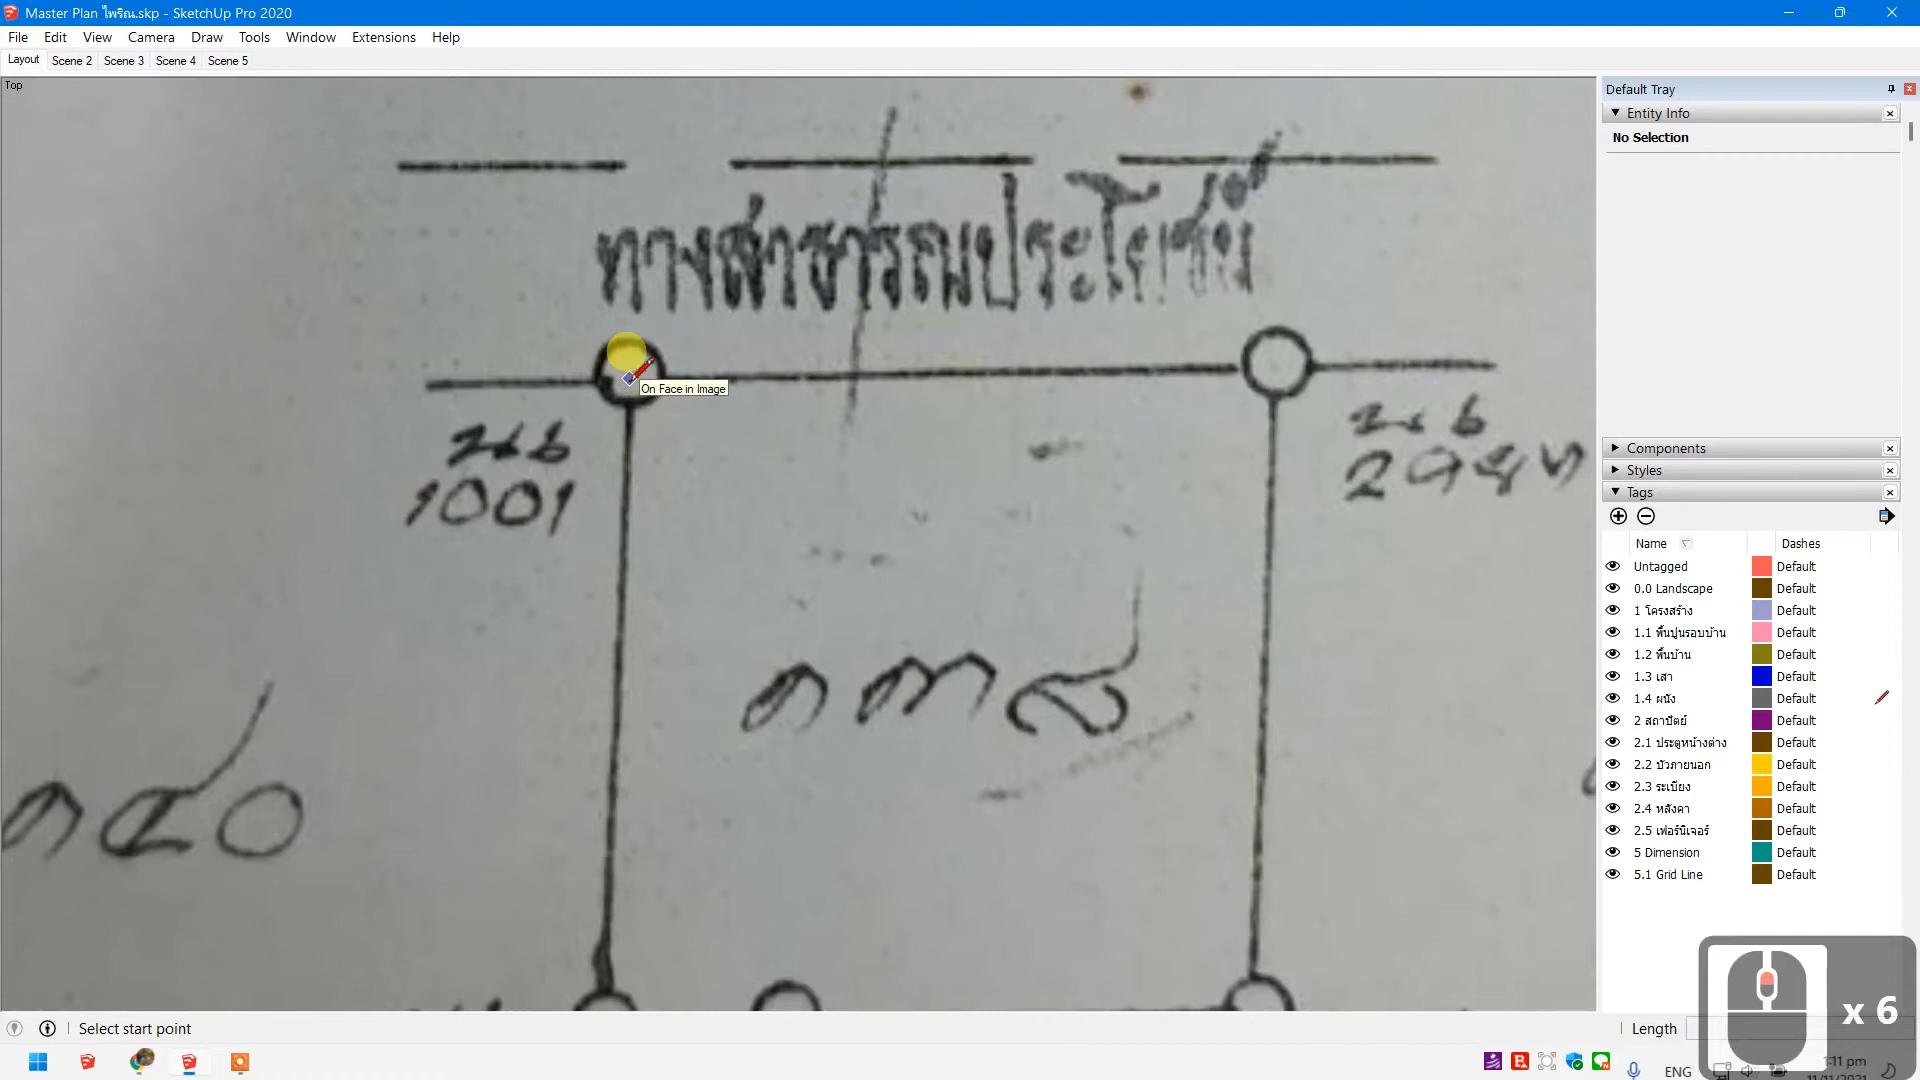 Master Plan ไพริณ.skp - SketchUp Pro 2020
File Edit View Camera Draw Tools Window Extensions Help
Layout Scene 2 Scene 3 Scene 4 Scene 5
Top
Default Tray
Entity Info
No Selection
ทางสาธารณประโยชน์
On Face in Image
1001
๓๓๘
๓๔๐
Components
Styles
Tags
Name Dashes
Untagged Default
0.0 Landscape Default
1 โครงสร้าง Default
1.1 พื้นปูนรอบบ้าน Default
1.2 พื้นบ้าน Default
1.3 เสา Default
1.4 ผนัง Default
2 สถาปัตย์ Default
2.1 ประตูหน้าต่าง Default
2.2 บัวภายนอก Default
2.3 ระเบียง Default
2.4 หลังคา Default
2.5 เฟอร์นิเจอร์ Default
5 Dimension Default
5.1 Grid Line Default
x 6
Select start point
Length
ENG
1:11 pm